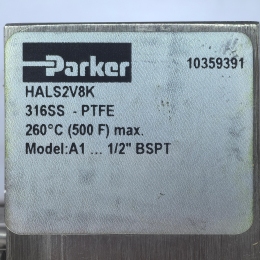 Parker 10359391
HALS2V8K
316SS - PTFE
260°C (500 F) max.
Model:A1 ... 1/2" BSPT